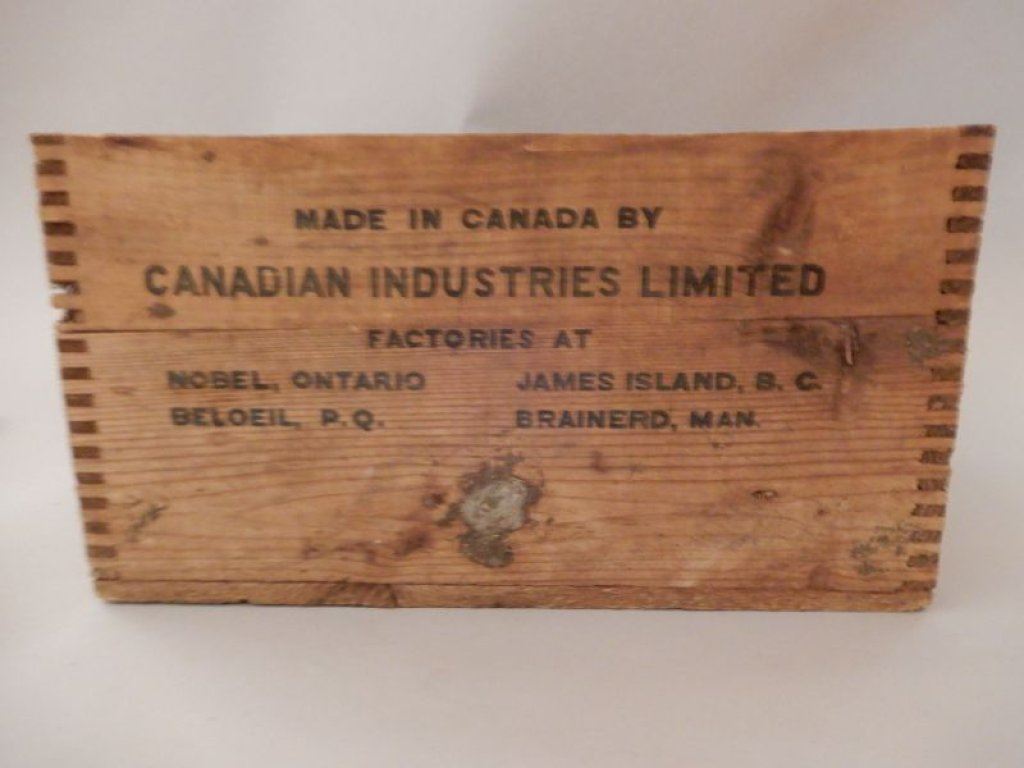 MADE IN CANADA BY
CANADIAN INDUSTRIES LIMITED
FACTORIES AT
NOBEL, ONTARIO JAMES ISLAND, B. C.
BELOEIL, P.Q. BRAINERD, MAN.